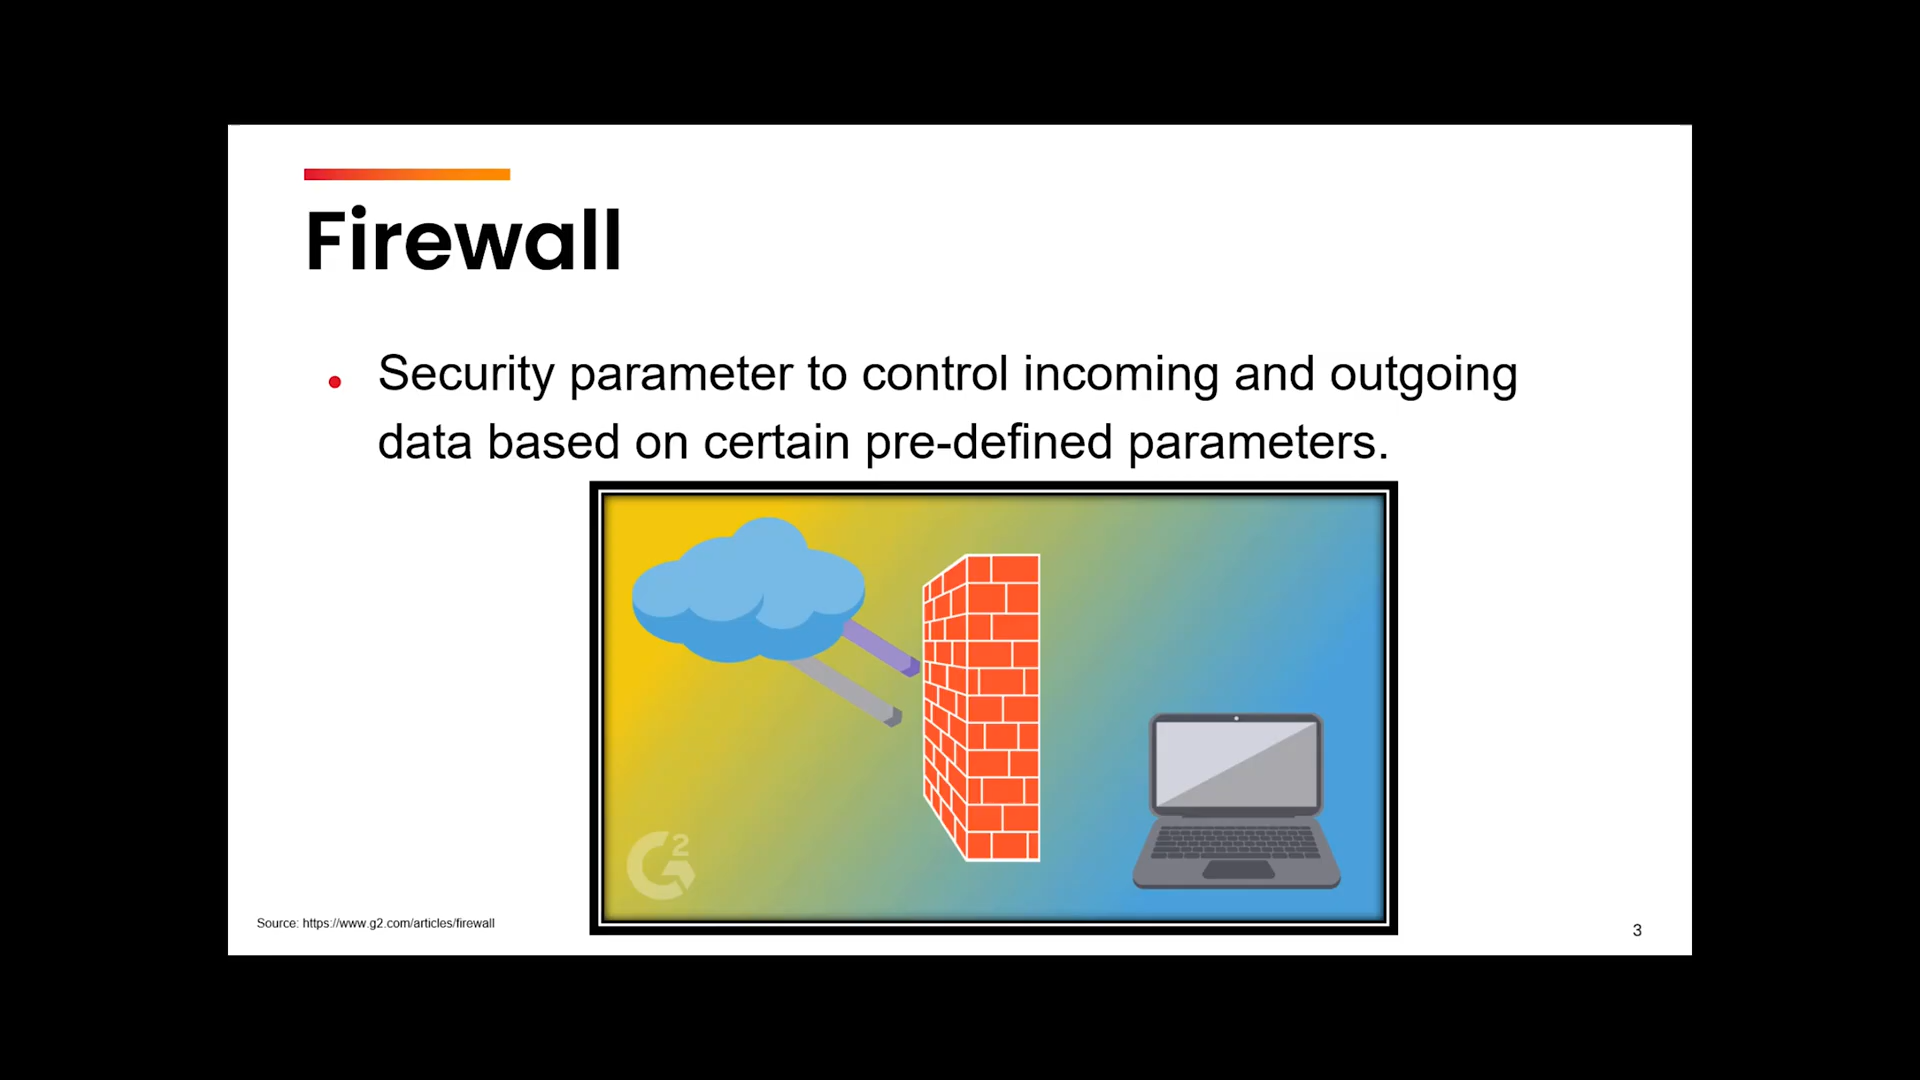 Firewall
• Security parameter to control incoming and outgoing
data based on certain pre-defined parameters.
G2
Source: https://www.g2.com/articles/firewall
3